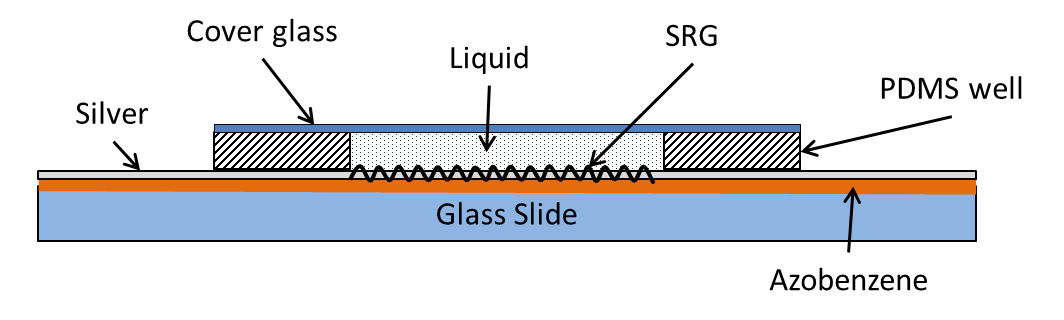 Cover glass
SRG
Liquid
PDMS well
Silver
Glass Slide
Azobenzene